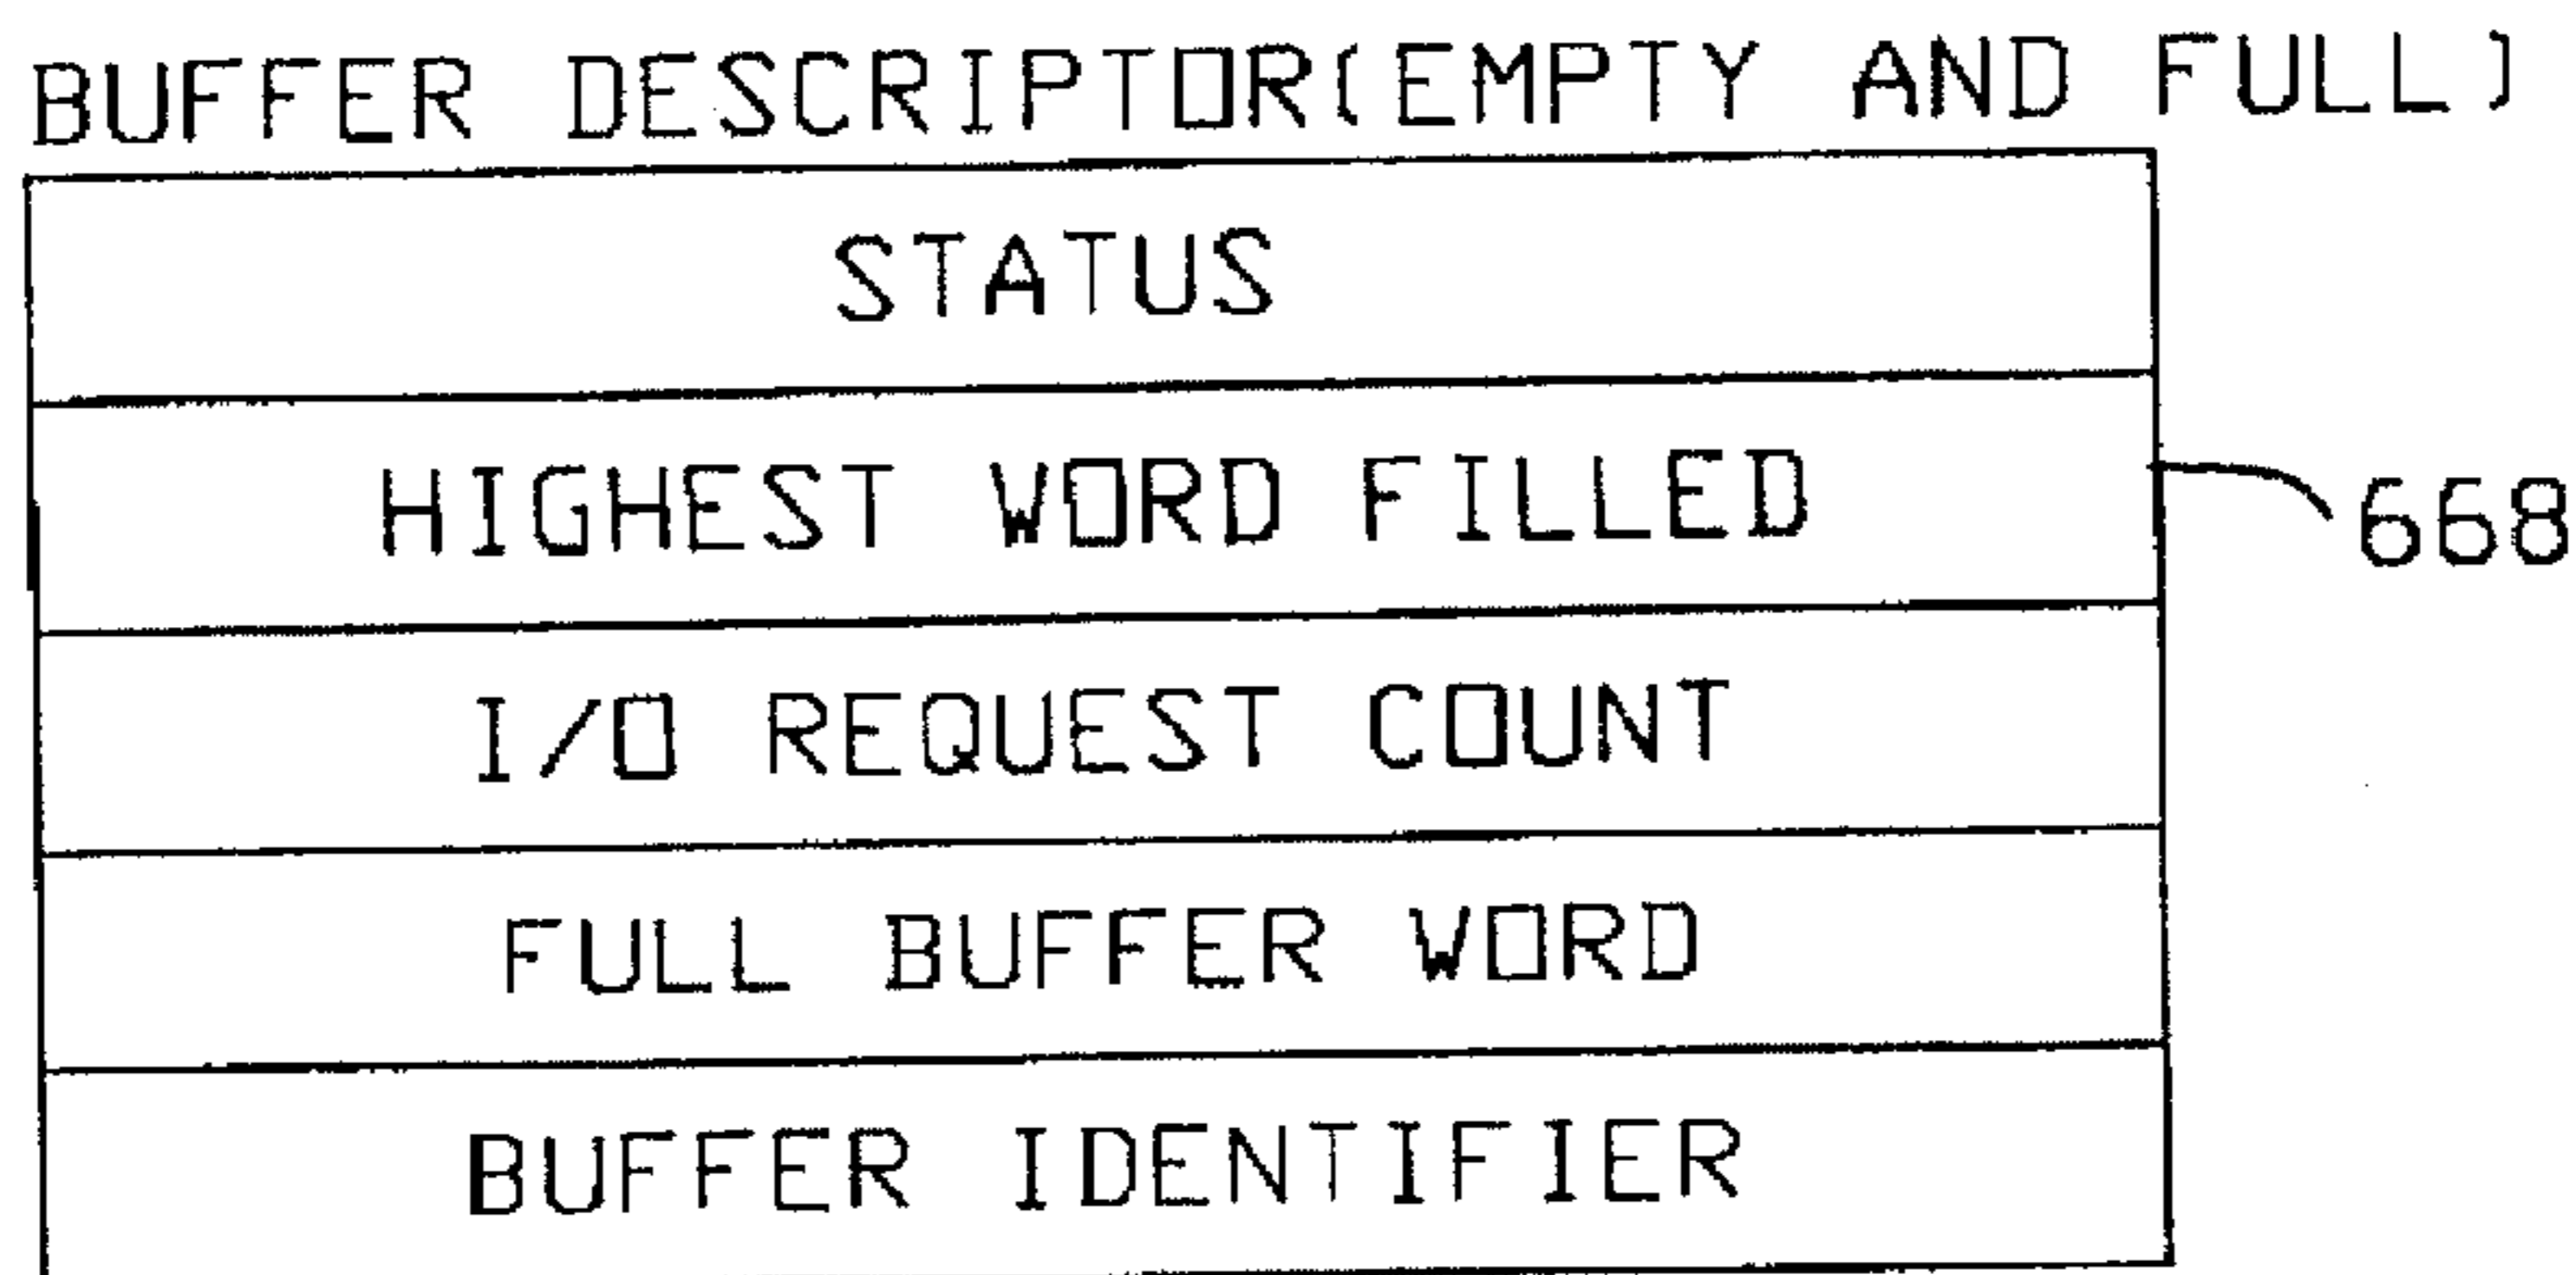 BUFFER DESCRIPTOR(EMPTY AND FULL)
STATUS
HIGHEST WORD FILLED
668
I/O REQUEST COUNT
FULL BUFFER WORD
BUFFER IDENTIFIER